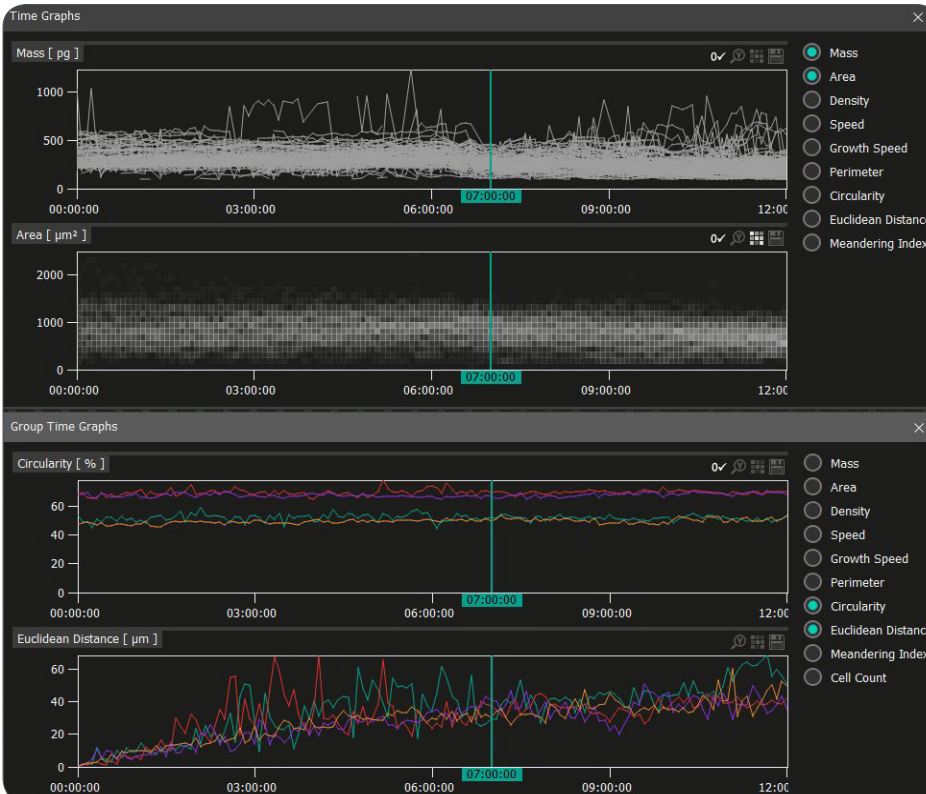 Time Graphs
Mass [ pg ]
0✓
1000
500
0
00:00:00 03:00:00 06:00:00 07:00:00 09:00:00 12:00
Area [ µm² ]
0✓
2000
1000
0
00:00:00 03:00:00 06:00:00 07:00:00 09:00:00 12:00
Mass
Area
Density
Speed
Growth Speed
Perimeter
Circularity
Euclidean Distance
Meandering Index
Group Time Graphs
Circularity [ % ]
0✓
60
40
20
0
00:00:00 03:00:00 06:00:00 07:00:00 09:00:00 12:00
Euclidean Distance [ µm ]
60
40
20
0
00:00:00 03:00:00 06:00:00 07:00:00 09:00:00 12:00
Mass
Area
Density
Speed
Growth Speed
Perimeter
Circularity
Euclidean Distance
Meandering Index
Cell Count